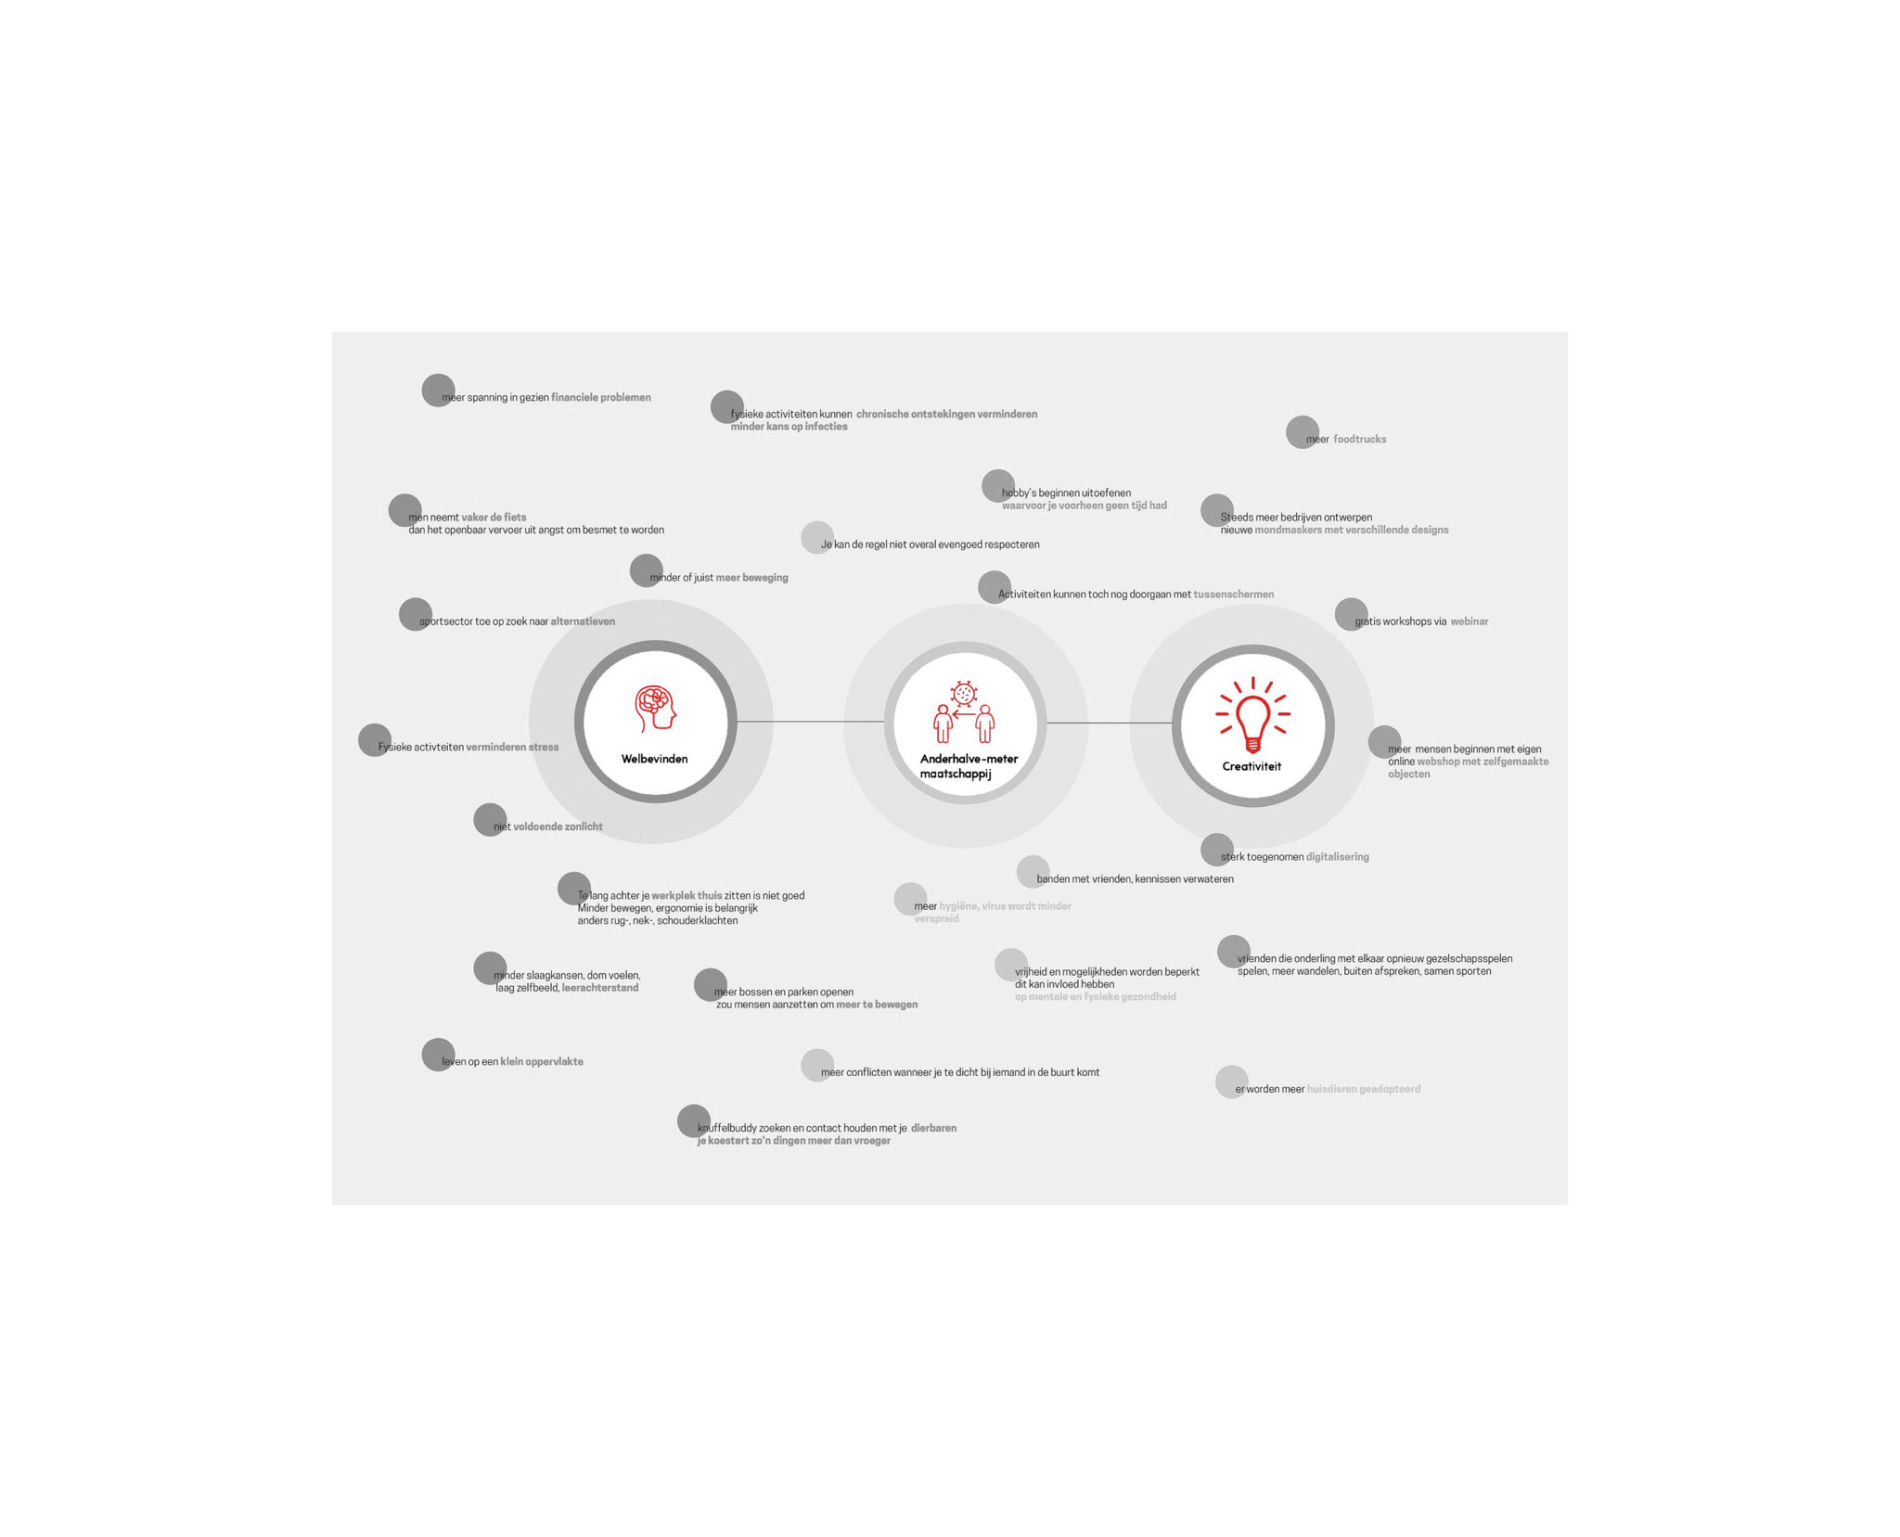 meer spanning in gezien financiele problemen
fysieke activiteiten kunnen chronische ontstekingen verminderen
minder kans op infecties
meer foodtrucks
hobby's beginnen uitoefenen
waarvoor je voorheen geen tijd had
men neemt vaker de fiets
dan het openbaar vervoer uit angst om besmet te worden
Steeds meer bedrijven ontwerpen
nieuwe mondmaskers met verschillende designs
Je kan de regel niet overal evengoed respecteren
minder of juist meer beweging
Activiteiten kunnen toch nog doorgaan met tussenschermen
sportsector toe op zoek naar alternatieven
gratis workshops via webinar
Fysieke activteiten verminderen stress
Welbevinden
Anderhalve-meter
maatschappij
Creativiteit
meer mensen beginnen met eigen
online webshop met zelfgemaakte
objecten
niet voldoende zonlicht
sterk toegenomen digitalisering
banden met vrienden, kennissen verwateren
Te lang achter je werkplek thuis zitten is niet goed
Minder bewegen, ergonomie is belangrijk
anders rug-, nek-, schouderklachten
meer hygiëne, virus wordt minder
verspreid
vrienden die onderling met elkaar opnieuw gezelschapsspelen
spelen, meer wandelen, buiten afspreken, samen sporten
minder slaagkansen, dom voelen,
laag zelfbeeld, leerachterstand
vrijheid en mogelijkheden worden beperkt
dit kan invloed hebben
op mentale en fysieke gezondheid
meer bossen en parken openen
zou mensen aanzetten om meer te bewegen
leven op een klein oppervlakte
meer conflicten wanneer je te dicht bij iemand in de buurt komt
er worden meer huisdieren geadopteerd
knuffelbuddy zoeken en contact houden met je dierbaren
je koestert zo'n dingen meer dan vroeger